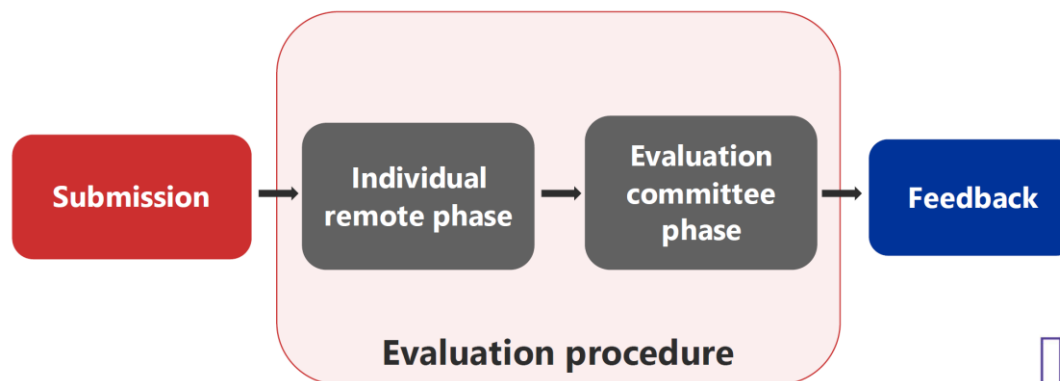 Submission
Individual
remote phase
Evaluation
committee
phase
Feedback
Evaluation procedure